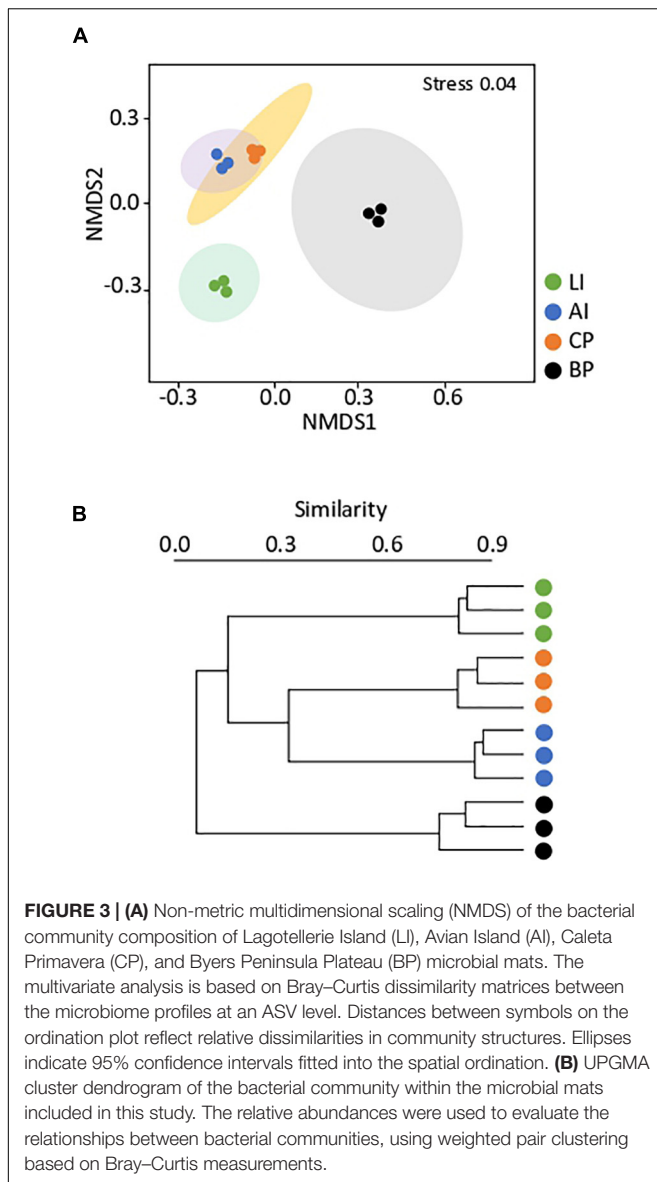 A
Stress 0.04
0.3
0.0
-0.3
NMDS2
-0.3 0.0 0.3 0.6
NMDS1
LI
AI
CP
BP
B
Similarity
0.0 0.3 0.6 0.9
FIGURE 3 | (A) Non-metric multidimensional scaling (NMDS) of the bacterial
community composition of Lagotellerie Island (LI), Avian Island (AI), Caleta
Primavera (CP), and Byers Peninsula Plateau (BP) microbial mats. The
multivariate analysis is based on Bray–Curtis dissimilarity matrices between
the microbiome profiles at an ASV level. Distances between symbols on the
ordination plot reflect relative dissimilarities in community structures. Ellipses
indicate 95% confidence intervals fitted into the spatial ordination. (B) UPGMA
cluster dendrogram of the bacterial community within the microbial mats
included in this study. The relative abundances were used to evaluate the
relationships between bacterial communities, using weighted pair clustering
based on Bray–Curtis measurements.